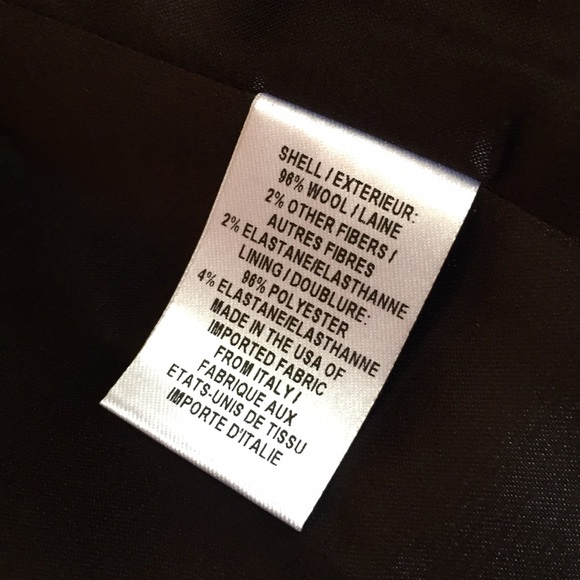 SHELL / EXTERIEUR:
96% WOOL / LAINE
2% OTHER FIBERS /
AUTRES FIBRES
2% ELASTANE/ELASTHANNE
LINING / DOUBLURE:
96% POLYESTER
4% ELASTANE/ELASTHANNE
MADE IN THE USA OF
IMPORTED FABRIC
FROM ITALY /
FABRIQUE AUX
ETATS-UNIS DE TISSU
IMPORTE D'ITALIE